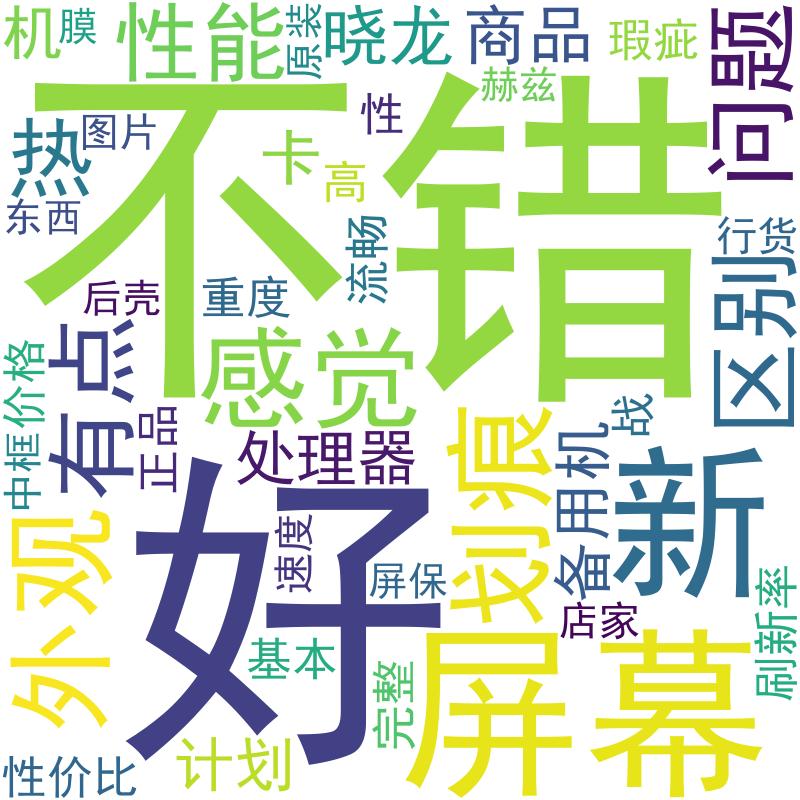 机
膜
性能
原装
晓龙
商品
瑕疵
问题
不错
赫兹
热
图片
性
卡
高
东西
流畅
行货
后壳
重度
区别
有点
感觉
价格
中框
正品
处理器
划痕
备用机
战
新
好
外观
速度
屏保
店家
刷新率
基本
完整
屏幕
性价比
计划